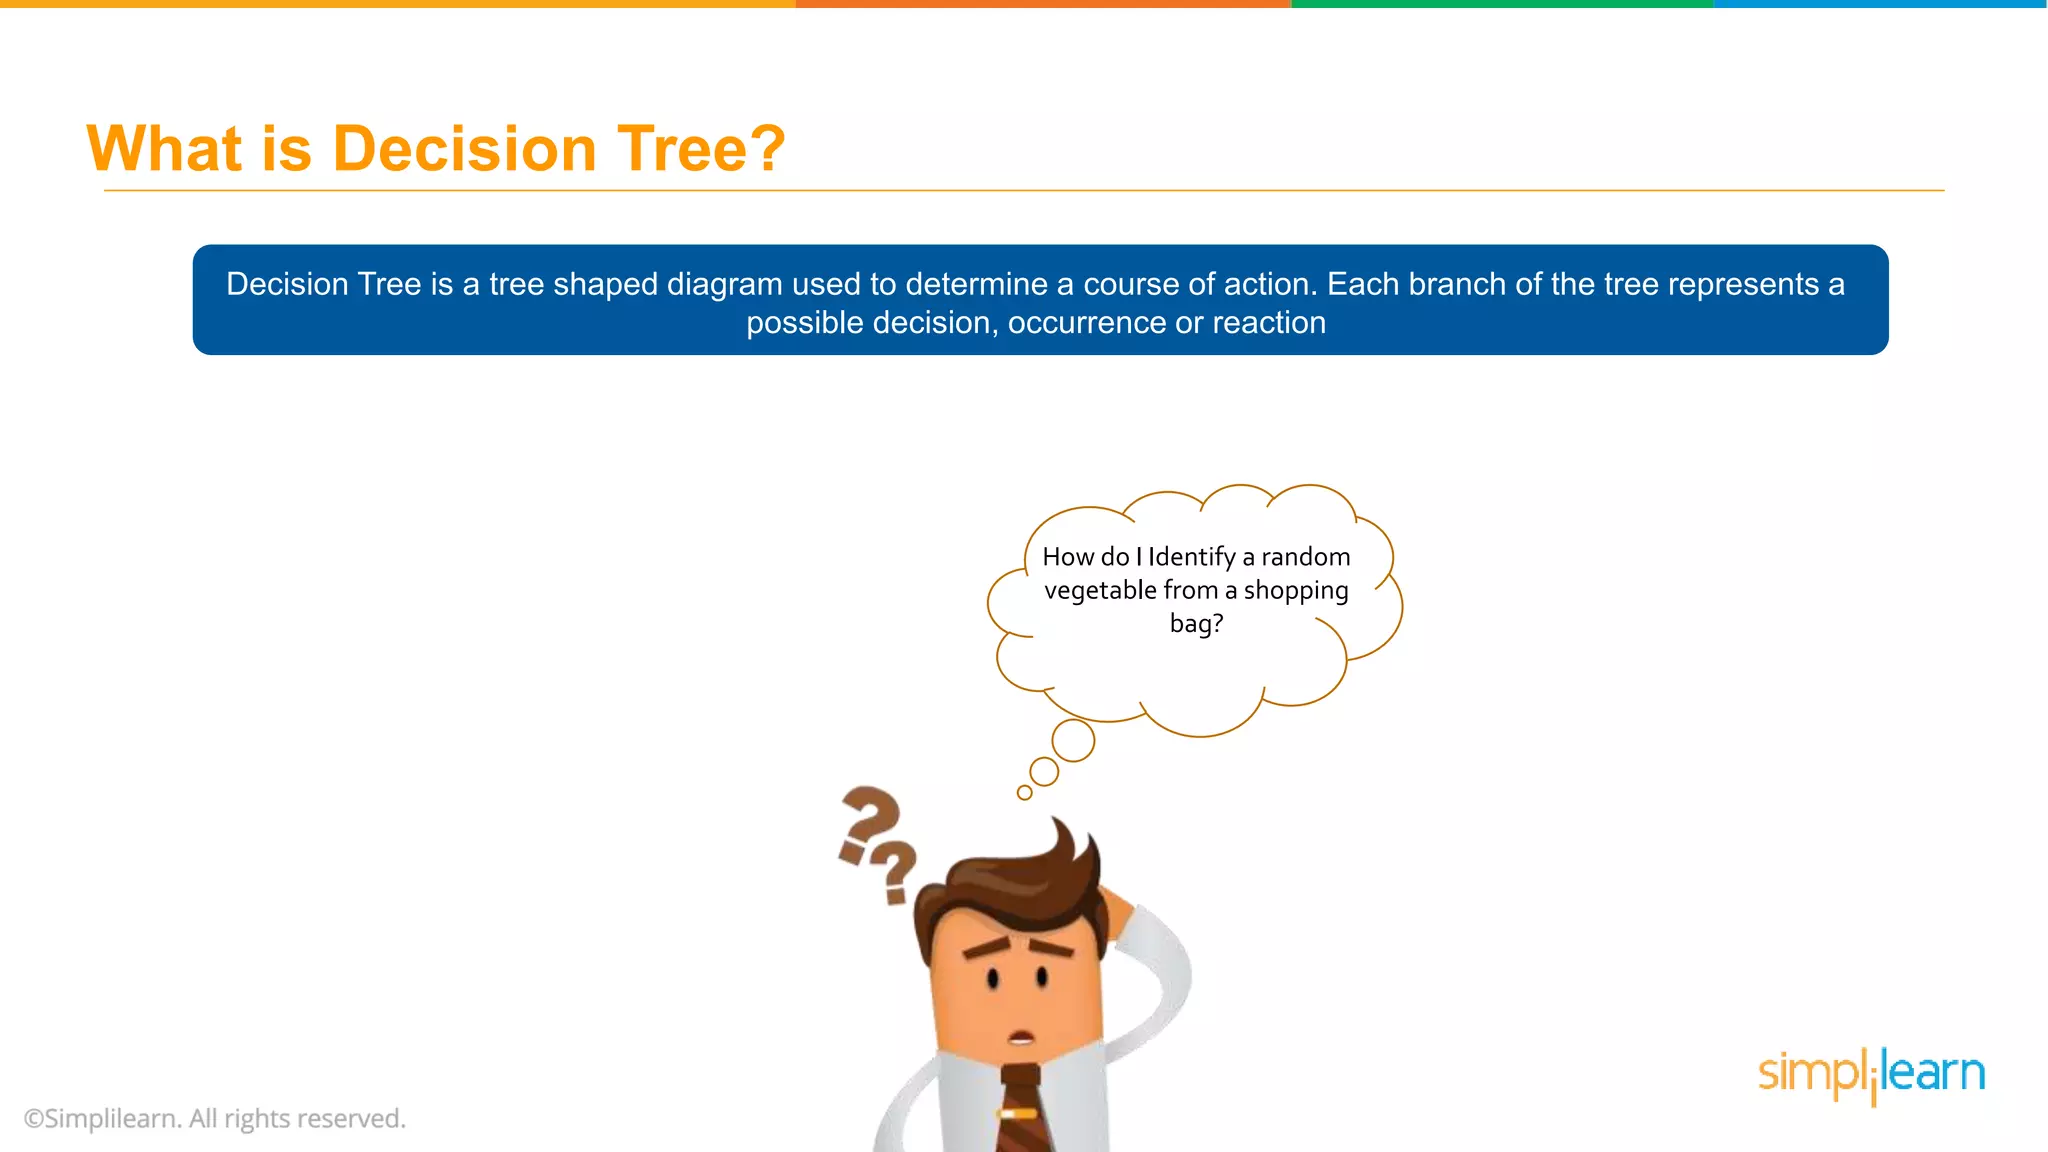 What is Decision Tree?
Decision Tree is a tree shaped diagram used to determine a course of action. Each branch of the tree represents a
possible decision, occurrence or reaction
How do I Identify a random
vegetable from a shopping
bag?
? ?
simplilearn
©Simplilearn. All rights reserved.